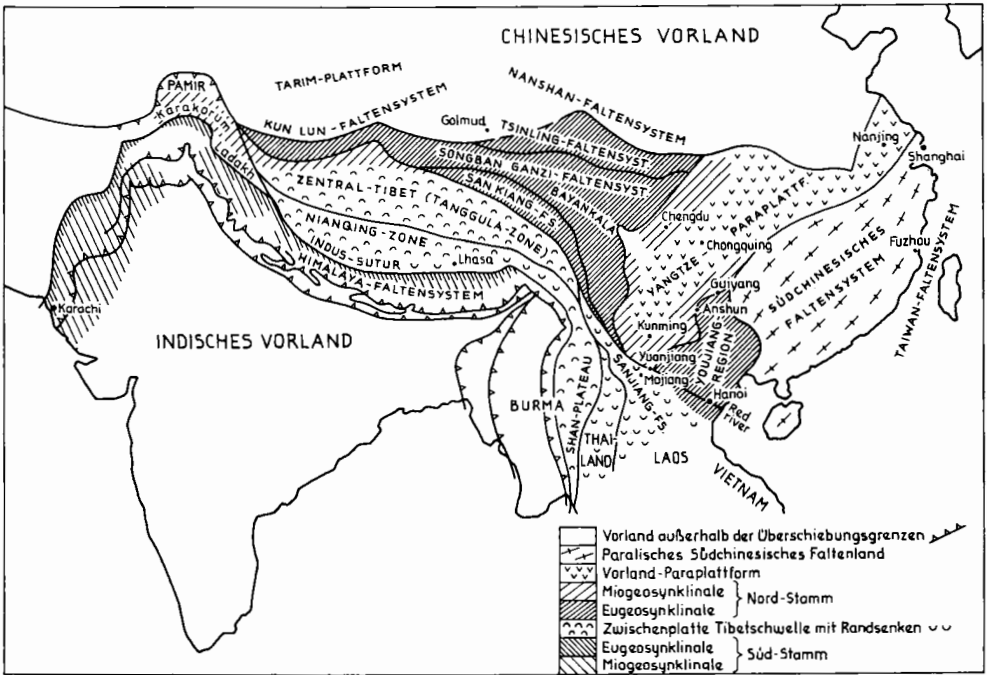 CHINESISCHES VORLAND
TARIM-PLATTFORM
NANSHAN-FALTENSYSTEM
PAMIR
Karakorum
KUN LUN-FALTENSYSTEM
Golmud
TSINLING-FALTENSYST
Nanjing
Shanghai
Ladakh
SONGBAN GANZI-FALTENSYST
ZENTRAL-TIBET (TANGGULA-ZONE)
SAN KIANG-FS
BAYANKALA
Chengdu
YANGTZE PARAPLATTF.
Chongquing
NIANQING-ZONE
INDUS-SUTUR
Lhasa
HIMALAYA-FALTENSYSTEM
SÜDCHINESISCHES
FALTENSYSTEM
Fuzhou
TAIWAN-FALTENSYSTEM
Guiyang
Anshun
Karachi
INDISCHES VORLAND
Kunming
YOUJIANG-
REGION
Yuanjiang
Mojiang
SANJIANG-FS
Hanoi
Red
river
BURMA
SHAN-PLATEAU
THAI
LAND
LAOS
VIETNAM
Vorland außerhalb der Überschiebungsgrenzen
Paralisches Südchinesisches Faltenland
Vorland-Paraplattform
Miogeosynklinale
Eugeosynklinale
Nord-Stamm
Zwischenplatte Tibetschwelle mit Randsenken
Eugeosynklinale
Miogeosynklinale
Süd-Stamm